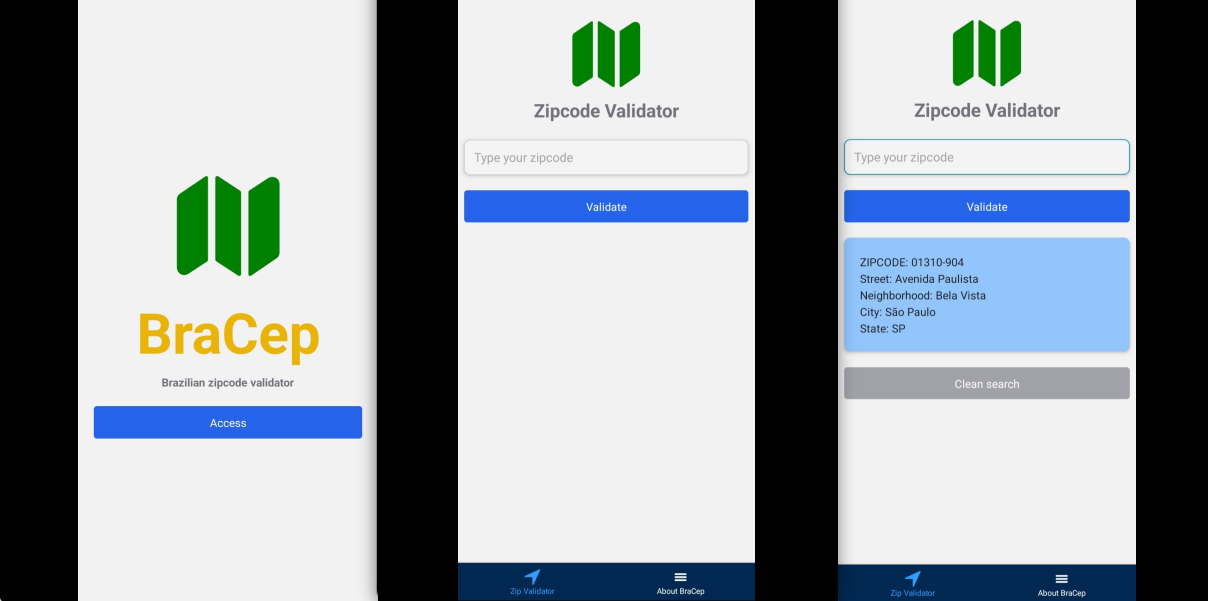 BraCep
Brazilian zipcode validator
Access
Zipcode Validator
Type your zipcode
Validate
Zip Validator
About BraCep
Zipcode Validator
Type your zipcode
Validate
ZIPCODE: 01310-904
Street: Avenida Paulista
Neighborhood: Bela Vista
City: São Paulo
State: SP
Clean search
Zip Validator
About BraCep